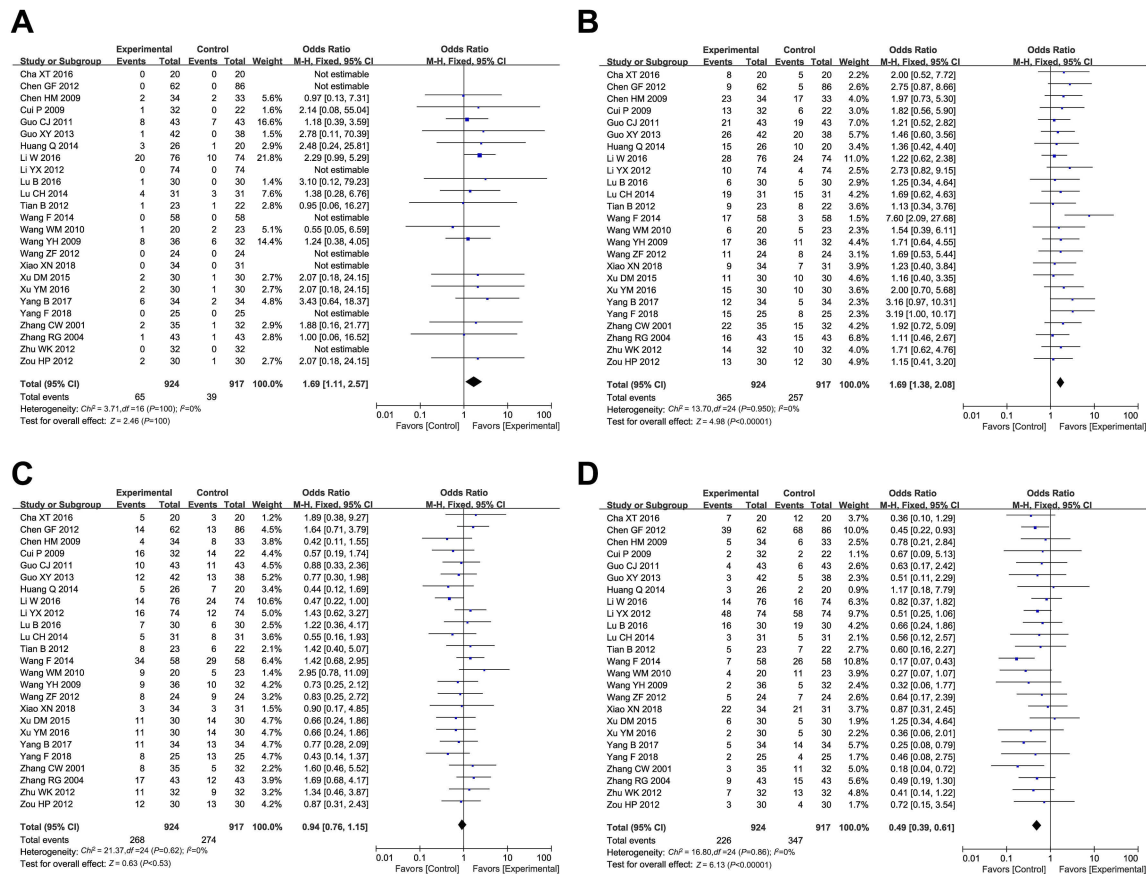 A
Experimental Control Odds Ratio Odds Ratio
Study or Subgroup Events Total Events Total Weight M-H, Fixed, 95% CI M-H, Fixed, 95% CI
Cha XT 2016 0 20 0 20 Not estimable
Chen GF 2012 0 62 0 86 Not estimable
Chen HM 2009 2 34 2 33 5.6% 0.97 [0.13, 7.31]
Cui P 2009 1 32 0 22 1.6% 2.14 [0.08, 55.04]
Guo CJ 2011 8 43 7 43 16.6% 1.18 [0.39, 3.59]
Guo XY 2013 1 42 0 38 1.4% 2.78 [0.11, 70.39]
Huang Q 2014 3 26 1 20 2.8% 2.48 [0.24, 25.81]
Li W 2016 20 76 10 74 21.8% 2.29 [0.99, 5.29]
Li YX 2012 0 74 0 74 Not estimable
Lu B 2016 1 30 0 30 1.4% 3.10 [0.12, 79.23]
Lu CH 2014 4 31 3 31 7.5% 1.38 [0.28, 6.76]
Tian B 2012 1 23 1 22 2.8% 0.95 [0.06, 16.27]
Wang F 2014 0 58 0 58 Not estimable
Wang WM 2010 1 20 2 23 5.1% 0.55 [0.05, 6.59]
Wang YH 2009 8 36 6 32 14.4% 1.24 [0.38, 4.05]
Wang ZF 2012 0 24 0 24 Not estimable
Xiao XN 2018 0 34 0 31 Not estimable
Xu DM 2015 2 30 1 30 2.7% 2.07 [0.18, 24.15]
Xu YM 2016 2 30 1 30 2.7% 2.07 [0.18, 24.15]
Yang B 2017 6 34 2 34 4.8% 3.43 [0.64, 18.37]
Yang F 2018 0 25 0 25 Not estimable
Zhang CW 2001 2 35 1 32 2.9% 1.88 [0.16, 21.77]
Zhang RG 2004 1 43 1 43 2.8% 1.00 [0.06, 16.52]
Zhu WK 2012 0 32 0 32 Not estimable
Zou HP 2012 2 30 1 30 2.7% 2.07 [0.18, 24.15]
Total (95% CI) 924 917 100.0% 1.69 [1.11, 2.57]
Total events 65 39
Heterogeneity: Chi² = 3.71, df =16 (P=100); I²=0%
Test for overall effect: Z = 2.46 (P=100)
0.01 0.1 1 10 100
Favors [Control] Favors [Experimental]
B
Experimental Control Odds Ratio Odds Ratio
Study or Subgroup Events Total Events Total Weight M-H, Fixed, 95% CI M-H, Fixed, 95% CI
Cha XT 2016 8 20 5 20 2.2% 2.00 [0.52, 7.72]
Chen GF 2012 9 62 5 86 2.6% 2.75 [0.87, 8.66]
Chen HM 2009 23 34 17 33 4.1% 1.97 [0.73, 5.30]
Cui P 2009 13 32 6 22 3.1% 1.82 [0.56, 5.90]
Guo CJ 2011 21 43 19 43 7.0% 1.21 [0.52, 2.82]
Guo XY 2013 26 42 20 38 5.7% 1.46 [0.60, 3.56]
Huang Q 2014 15 26 10 20 3.5% 1.36 [0.42, 4.40]
Li W 2016 28 76 24 74 11.0% 1.22 [0.62, 2.38]
Li YX 2012 10 74 4 74 2.5% 2.73 [0.82, 9.15]
Lu B 2016 6 30 5 30 2.9% 1.25 [0.34, 4.64]
Lu CH 2014 19 31 15 31 4.2% 1.69 [0.62, 4.63]
Tian B 2012 9 23 8 22 3.6% 1.13 [0.34, 3.76]
Wang F 2014 17 58 3 58 1.5% 7.60 [2.09, 27.68]
Wang WM 2010 6 20 5 23 2.3% 1.54 [0.39, 6.11]
Wang YH 2009 17 36 11 32 4.4% 1.71 [0.64, 4.55]
Wang ZF 2012 14 24 11 24 3.3% 1.69 [0.53, 5.44]
Xiao XN 2018 9 34 7 31 3.9% 1.23 [0.40, 3.84]
Xu DM 2015 11 30 10 30 4.5% 1.16 [0.40, 3.35]
Xu YM 2016 15 30 10 30 3.6% 2.00 [0.70, 5.68]
Yang B 2017 12 34 5 34 2.3% 3.16 [0.97, 10.31]
Yang F 2018 15 25 8 25 2.3% 3.19 [1.00, 10.17]
Zhang CW 2001 22 35 15 32 4.2% 1.92 [0.72, 5.09]
Zhang RG 2004 16 43 15 43 6.8% 1.11 [0.46, 2.67]
Zhu WK 2012 14 32 10 32 4.1% 1.71 [0.62, 4.76]
Zou HP 2012 13 30 12 30 4.9% 1.15 [0.41, 3.20]
Total (95% CI) 924 917 100.0% 1.69 [1.38, 2.08]
Total events 365 257
Heterogeneity: Chi² = 13.70, df =24 (P=0.950); I²=0%
Test for overall effect: Z = 4.98 (P<0.00001)
0.01 0.1 1 10 100
Favors [Control] Favors [Experimental]
C
Experimental Control Odds Ratio Odds Ratio
Study or Subgroup Events Total Events Total Weight M-H, Fixed, 95% CI M-H, Fixed, 95% CI
Cha XT 2016 5 20 3 20 1.2% 1.89 [0.38, 9.27]
Chen GF 2012 14 62 13 86 4.5% 1.64 [0.71, 3.79]
Chen HM 2009 4 34 8 33 3.9% 0.42 [0.11, 1.55]
Cui P 2009 16 32 14 22 4.5% 0.57 [0.19, 1.74]
Guo CJ 2011 10 43 11 43 4.6% 0.88 [0.33, 2.36]
Guo XY 2013 12 42 13 38 5.3% 0.77 [0.30, 1.98]
Huang Q 2014 5 26 7 20 3.5% 0.44 [0.12, 1.69]
Li W 2016 14 76 24 74 10.6% 0.47 [0.22, 1.00]
Li YX 2012 16 74 12 74 5.0% 1.43 [0.62, 3.27]
Lu B 2016 7 30 6 30 2.5% 1.22 [0.36, 4.17]
Lu CH 2014 5 31 8 31 3.6% 0.55 [0.16, 1.93]
Tian B 2012 8 23 6 22 2.1% 1.42 [0.40, 5.07]
Wang F 2014 34 58 29 58 6.4% 1.42 [0.68, 2.95]
Wang WM 2010 9 20 5 23 1.4% 2.95 [0.78, 11.09]
Wang YH 2009 9 36 10 32 4.2% 0.73 [0.25, 2.12]
Wang ZF 2012 8 24 9 24 3.2% 0.83 [0.25, 2.72]
Xiao XN 2018 3 34 3 31 1.5% 0.90 [0.17, 4.85]
Xu DM 2015 11 30 14 30 4.7% 0.66 [0.24, 1.86]
Xu YM 2016 11 30 14 30 4.7% 0.66 [0.24, 1.86]
Yang B 2017 11 34 13 34 4.7% 0.77 [0.28, 2.09]
Yang F 2018 8 25 13 25 4.7% 0.43 [0.14, 1.37]
Zhang CW 2001 8 35 5 32 2.1% 1.60 [0.46, 5.52]
Zhang RG 2004 17 43 12 43 3.9% 1.69 [0.68, 4.17]
Zhu WK 2012 11 32 9 32 3.1% 1.34 [0.46, 3.87]
Zou HP 2012 12 30 13 30 4.2% 0.87 [0.31, 2.43]
Total (95% CI) 924 917 100.0% 0.94 [0.76, 1.15]
Total events 268 274
Heterogeneity: Chi² = 21.37, df =24 (P=0.62); I²=0%
Test for overall effect: Z = 0.63 (P<0.53)
0.01 0.1 1 10 100
Favors [Control] Favors [Experimental]
D
Experimental Control Odds Ratio Odds Ratio
Study or Subgroup Events Total Events Total Weight M-H, Fixed, 95% CI M-H, Fixed, 95% CI
Cha XT 2016 7 20 12 20 3.7% 0.36 [0.10, 1.29]
Chen GF 2012 39 62 68 86 10.0% 0.45 [0.22, 0.93]
Chen HM 2009 5 34 6 33 2.4% 0.78 [0.21, 2.84]
Cui P 2009 2 32 2 22 1.0% 0.67 [0.09, 5.13]
Guo CJ 2011 4 43 6 43 2.5% 0.63 [0.17, 2.42]
Guo XY 2013 3 42 5 38 2.3% 0.51 [0.11, 2.29]
Huang Q 2014 3 26 2 20 0.9% 1.17 [0.18, 7.79]
Li W 2016 14 76 16 74 6.2% 0.82 [0.37, 1.82]
Li YX 2012 48 74 58 74 9.5% 0.51 [0.25, 1.06]
Lu B 2016 16 30 19 30 4.2% 0.66 [0.24, 1.86]
Lu CH 2014 3 31 5 31 2.1% 0.56 [0.12, 2.57]
Tian B 2012 5 23 7 22 2.6% 0.60 [0.16, 2.27]
Wang F 2014 7 58 26 58 10.8% 0.17 [0.07, 0.43]
Wang WM 2010 4 20 11 23 3.8% 0.27 [0.07, 1.07]
Wang YH 2009 2 36 5 32 2.3% 0.32 [0.06, 1.77]
Wang ZF 2012 5 24 7 24 2.6% 0.64 [0.17, 2.39]
Xiao XN 2018 22 34 21 31 3.6% 0.87 [0.31, 2.45]
Xu DM 2015 6 30 5 30 1.9% 1.25 [0.34, 4.64]
Xu YM 2016 2 30 5 30 2.2% 0.36 [0.06, 2.01]
Yang B 2017 5 34 14 34 5.6% 0.25 [0.08, 0.79]
Yang F 2018 2 25 4 25 1.7% 0.46 [0.08, 2.75]
Zhang CW 2001 3 35 11 32 4.9% 0.18 [0.04, 0.72]
Zhang RG 2004 9 43 15 43 5.6% 0.49 [0.19, 1.30]
Zhu WK 2012 7 32 13 32 4.8% 0.41 [0.14, 1.22]
Zou HP 2012 3 30 4 30 1.7% 0.72 [0.15, 3.54]
Total (95% CI) 924 917 100.0% 0.49 [0.39, 0.61]
Total events 226 347
Heterogeneity: Chi² = 16.80, df =24 (P=0.86); I²=0%
Test for overall effect: Z = 6.13 (P<0.00001)
0.01 0.1 1 10 100
Favors [Control] Favors [Experimental]